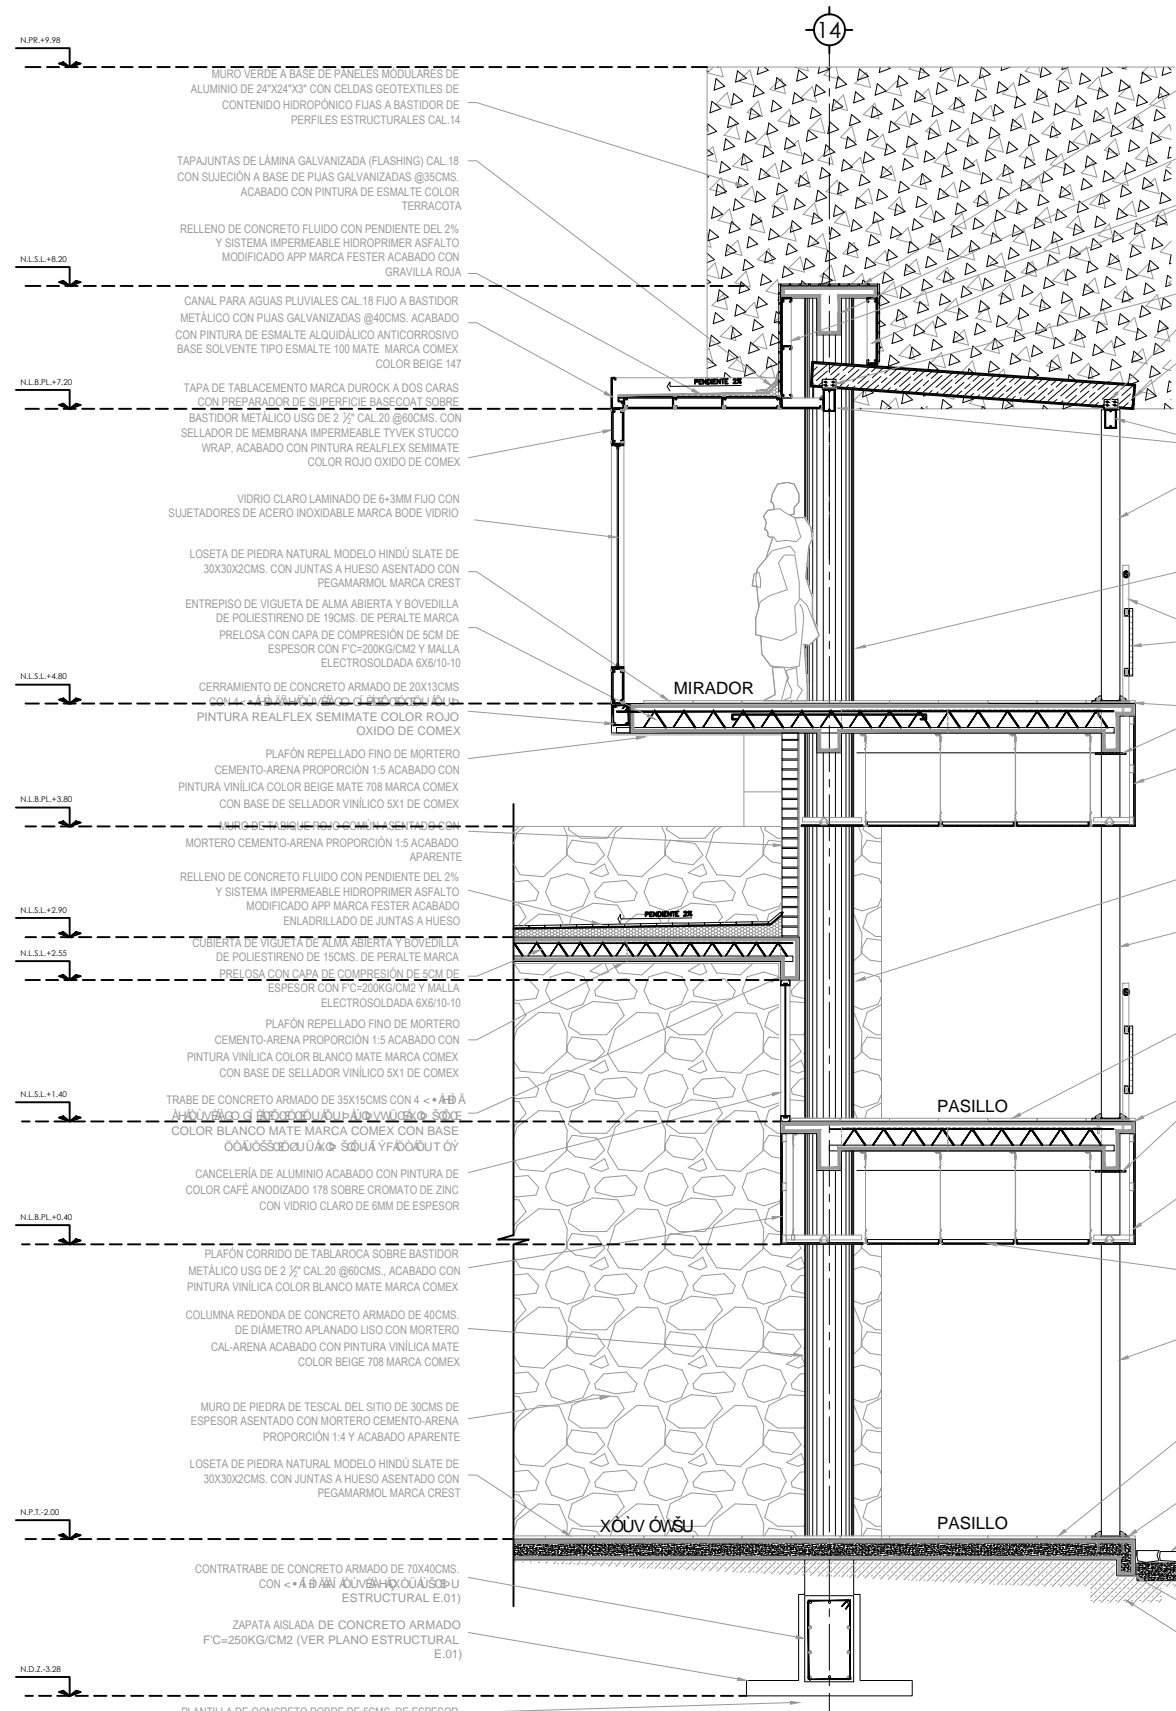 14
N.PR.+9.98
MURO VERDE A BASE DE PANELES MODULARES DE
ALUMINIO DE 24"X24"X3" CON CELDAS GEOTEXTILES DE
CONTENIDO HIDROPÓNICO FIJAS A BASTIDOR DE
PERFILES ESTRUCTURALES CAL.14
TAPAJUNTAS DE LÁMINA GALVANIZADA (FLASHING) CAL.18
CON SUJECIÓN A BASE DE PIJAS GALVANIZADAS @35CMS.
ACABADO CON PINTURA DE ESMALTE COLOR
TERRACOTA
RELLENO DE CONCRETO FLUIDO CON PENDIENTE DEL 2%
Y SISTEMA IMPERMEABLE HIDROPRIMER ASFALTO
MODIFICADO APP MARCA FESTER ACABADO CON
GRAVILLA ROJA
N.L.S.L.+8.20
CANAL PARA AGUAS PLUVIALES CAL.18 FIJO A BASTIDOR
METÁLICO CON PIJAS GALVANIZADAS @40CMS. ACABADO
CON PINTURA DE ESMALTE ALQUIDÁLICO ANTICORROSIVO
BASE SOLVENTE TIPO ESMALTE 100 MATE MARCA COMEX
COLOR BEIGE 147
N.L.B.PL.+7.20
PENDIENTE 2%
TAPA DE TABLACEMENTO MARCA DUROCK A DOS CARAS
CON PREPARADOR DE SUPERFICIE BASECOAT SOBRE
BASTIDOR METÁLICO USG DE 2 ½" CAL.20 @60CMS. CON
SELLADOR DE MEMBRANA IMPERMEABLE TYVEK STUCCO
WRAP, ACABADO CON PINTURA REALFLEX SEMIMATE
COLOR ROJO OXIDO DE COMEX
VIDRIO CLARO LAMINADO DE 6+3MM FIJO CON
SUJETADORES DE ACERO INOXIDABLE MARCA BODE VIDRIO
LOSETA DE PIEDRA NATURAL MODELO HINDÚ SLATE DE
30X30X2CMS. CON JUNTAS A HUESO ASENTADO CON
PEGAMARMOL MARCA CREST
ENTREPISO DE VIGUETA DE ALMA ABIERTA Y BOVEDILLA
DE POLIESTIRENO DE 19CMS. DE PERALTE MARCA
PRELOSA CON CAPA DE COMPRESIÓN DE 5CM DE
ESPESOR CON F'C=200KG/CM2 Y MALLA
ELECTROSOLDADA 6X6/10-10
N.L.S.L.+4.80
MIRADOR
CERRAMIENTO DE CONCRETO ARMADO DE 20X13CMS
CON 4
PINTURA REALFLEX SEMIMATE COLOR ROJO
OXIDO DE COMEX
PLAFÓN REPELLADO FINO DE MORTERO
CEMENTO-ARENA PROPORCIÓN 1:5 ACABADO CON
PINTURA VINÍLICA COLOR BEIGE MATE 708 MARCA COMEX
CON BASE DE SELLADOR VINÍLICO 5X1 DE COMEX
N.L.B.PL.+3.80
MURO DE TABIQUE ROJO COMÚN ASENTADO CON
MORTERO CEMENTO-ARENA PROPORCIÓN 1:5 ACABADO
APARENTE
RELLENO DE CONCRETO FLUIDO CON PENDIENTE DEL 2%
Y SISTEMA IMPERMEABLE HIDROPRIMER ASFALTO
MODIFICADO APP MARCA FESTER ACABADO
ENLADRILLADO DE JUNTAS A HUESO
N.L.S.L.+2.90
PENDIENTE 2%
CUBIERTA DE VIGUETA DE ALMA ABIERTA Y BOVEDILLA
DE POLIESTIRENO DE 15CMS. DE PERALTE MARCA
PRELOSA CON CAPA DE COMPRESIÓN DE 5CM DE
ESPESOR CON F'C=200KG/CM2 Y MALLA
ELECTROSOLDADA 6X6/10-10
N.L.S.L.+2.55
PLAFÓN REPELLADO FINO DE MORTERO
CEMENTO-ARENA PROPORCIÓN 1:5 ACABADO CON
PINTURA VINÍLICA COLOR BLANCO MATE MARCA COMEX
CON BASE DE SELLADOR VINÍLICO 5X1 DE COMEX
N.L.S.L.+1.40
PASILLO
TRABE DE CONCRETO ARMADO DE 35X15CMS CON 4
COLOR BLANCO MATE MARCA COMEX CON BASE
CANCELERÍA DE ALUMINIO ACABADO CON PINTURA DE
COLOR CAFÉ ANODIZADO 178 SOBRE CROMATO DE ZINC
CON VIDRIO CLARO DE 6MM DE ESPESOR
N.L.B.PL.+0.40
PLAFÓN CORRIDO DE TABLAROCA SOBRE BASTIDOR
METÁLICO USG DE 2 ½" CAL.20 @60CMS., ACABADO CON
PINTURA VINÍLICA COLOR BLANCO MATE MARCA COMEX
COLUMNA REDONDA DE CONCRETO ARMADO DE 40CMS.
DE DIÁMETRO APLANADO LISO CON MORTERO
CAL-ARENA ACABADO CON PINTURA VINÍLICA MATE
COLOR BEIGE 708 MARCA COMEX
MURO DE PIEDRA DE TESCAL DEL SITIO DE 30CMS DE
ESPESOR ASENTADO CON MORTERO CEMENTO-ARENA
PROPORCIÓN 1:4 Y ACABADO APARENTE
LOSETA DE PIEDRA NATURAL MODELO HINDÚ SLATE DE
30X30X2CMS. CON JUNTAS A HUESO ASENTADO CON
PEGAMARMOL MARCA CREST
N.P.T.-2.00
XÒÙV ÓWŠU
PASILLO
CONTRATRABE DE CONCRETO ARMADO DE 70X40CMS.
CON
ESTRUCTURAL E.01)
ZAPATA AISLADA DE CONCRETO ARMADO
F'C=250KG/CM2 (VER PLANO ESTRUCTURAL
E.01)
N.D.Z.-3.28
PLANTILLA DE CONCRETO POBRE DE 5CMS. DE ESPESOR